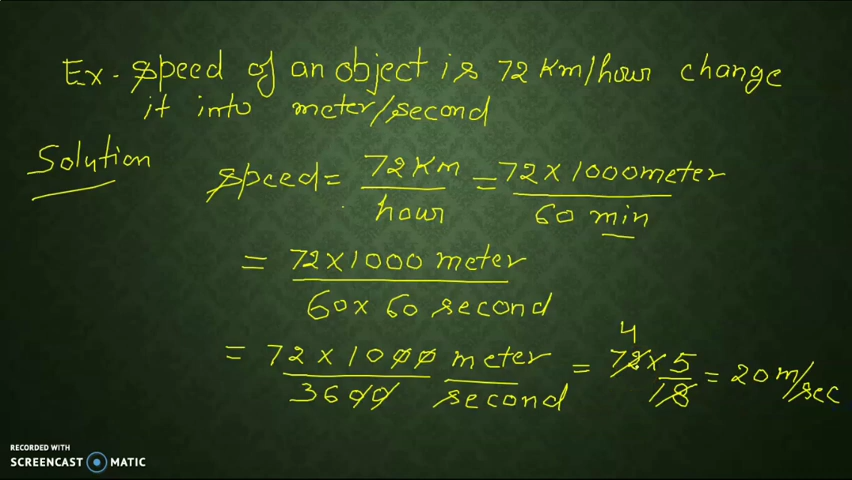 Ex. speed of an object is 72 Km/hour change
it into meter/second
Solution
speed = 72 Km / hour = 72 × 1000 meter / 60 min
= 72 × 1000 meter / 60 × 60 second
= 72 × 1000 / 3600 meter / second = 72 × 5 / 18 = 20 m/sec
4
RECORDED WITH
SCREENCAST MATIC